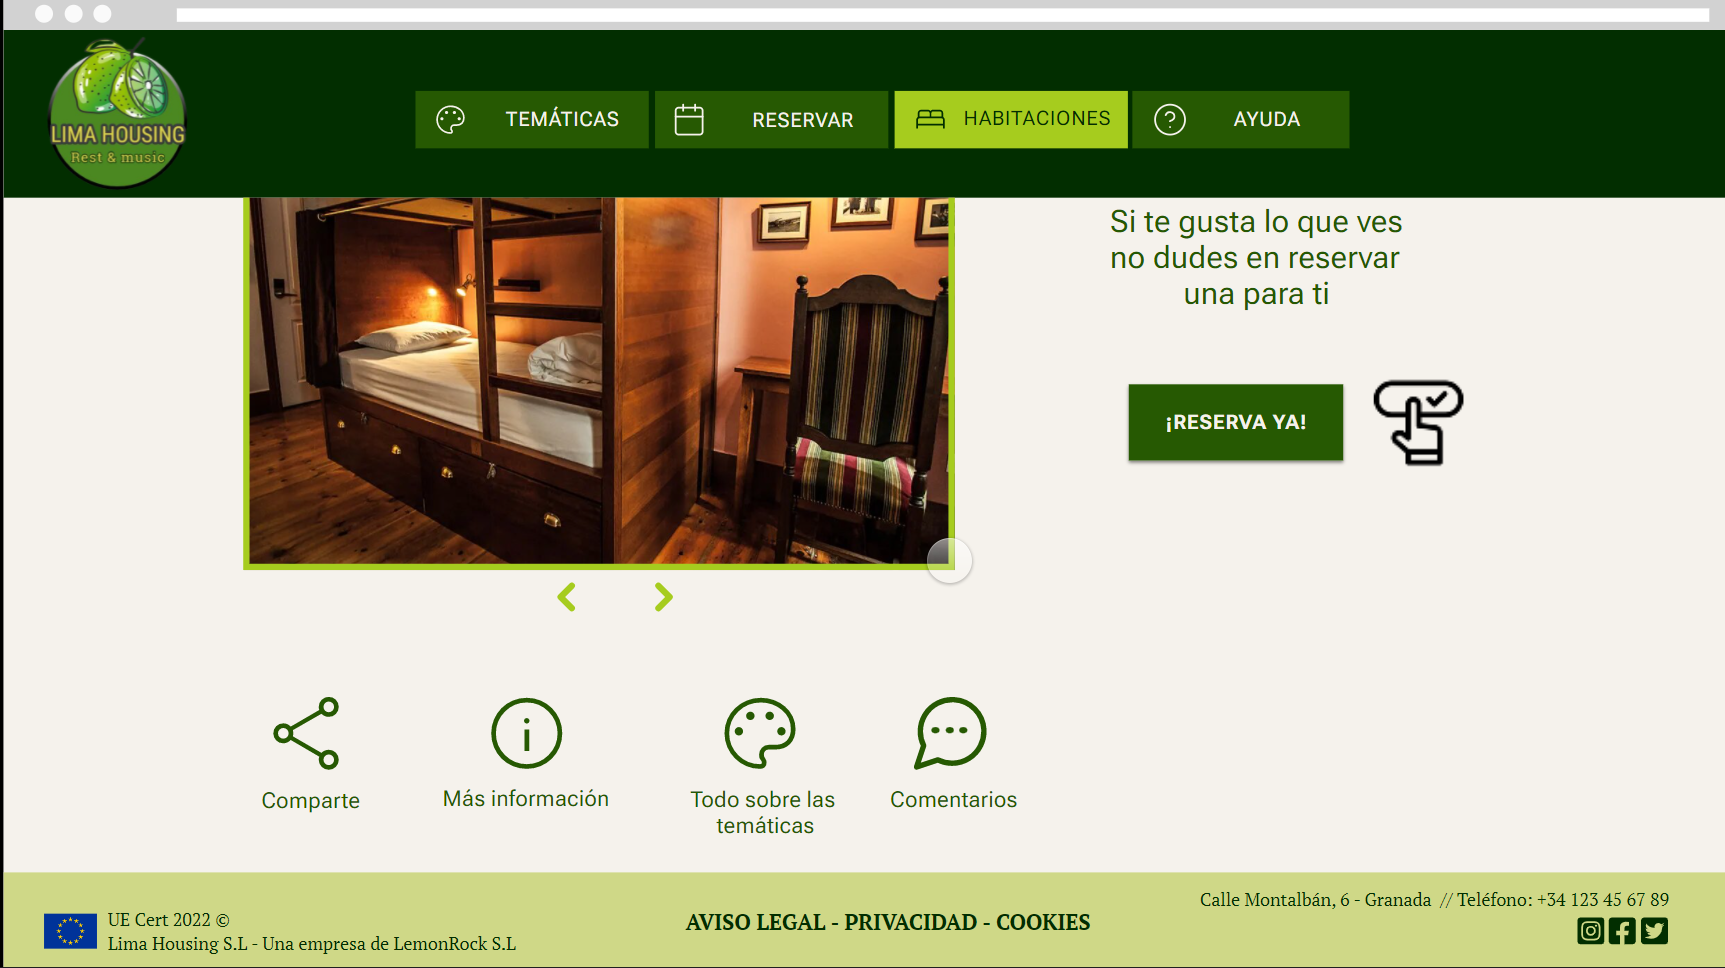 LIMA HOUSING
Rest & music
TEMÁTICAS
RESERVAR
HABITACIONES
AYUDA
Si te gusta lo que ves
no dudes en reservar
una para ti
¡RESERVA YA!
Comparte
Más información
Todo sobre las
temáticas
Comentarios
UE Cert 2022 ©
Lima Housing S.L - Una empresa de LemonRock S.L
AVISO LEGAL - PRIVACIDAD - COOKIES
Calle Montalbán, 6 - Granada // Teléfono: +34 123 45 67 89